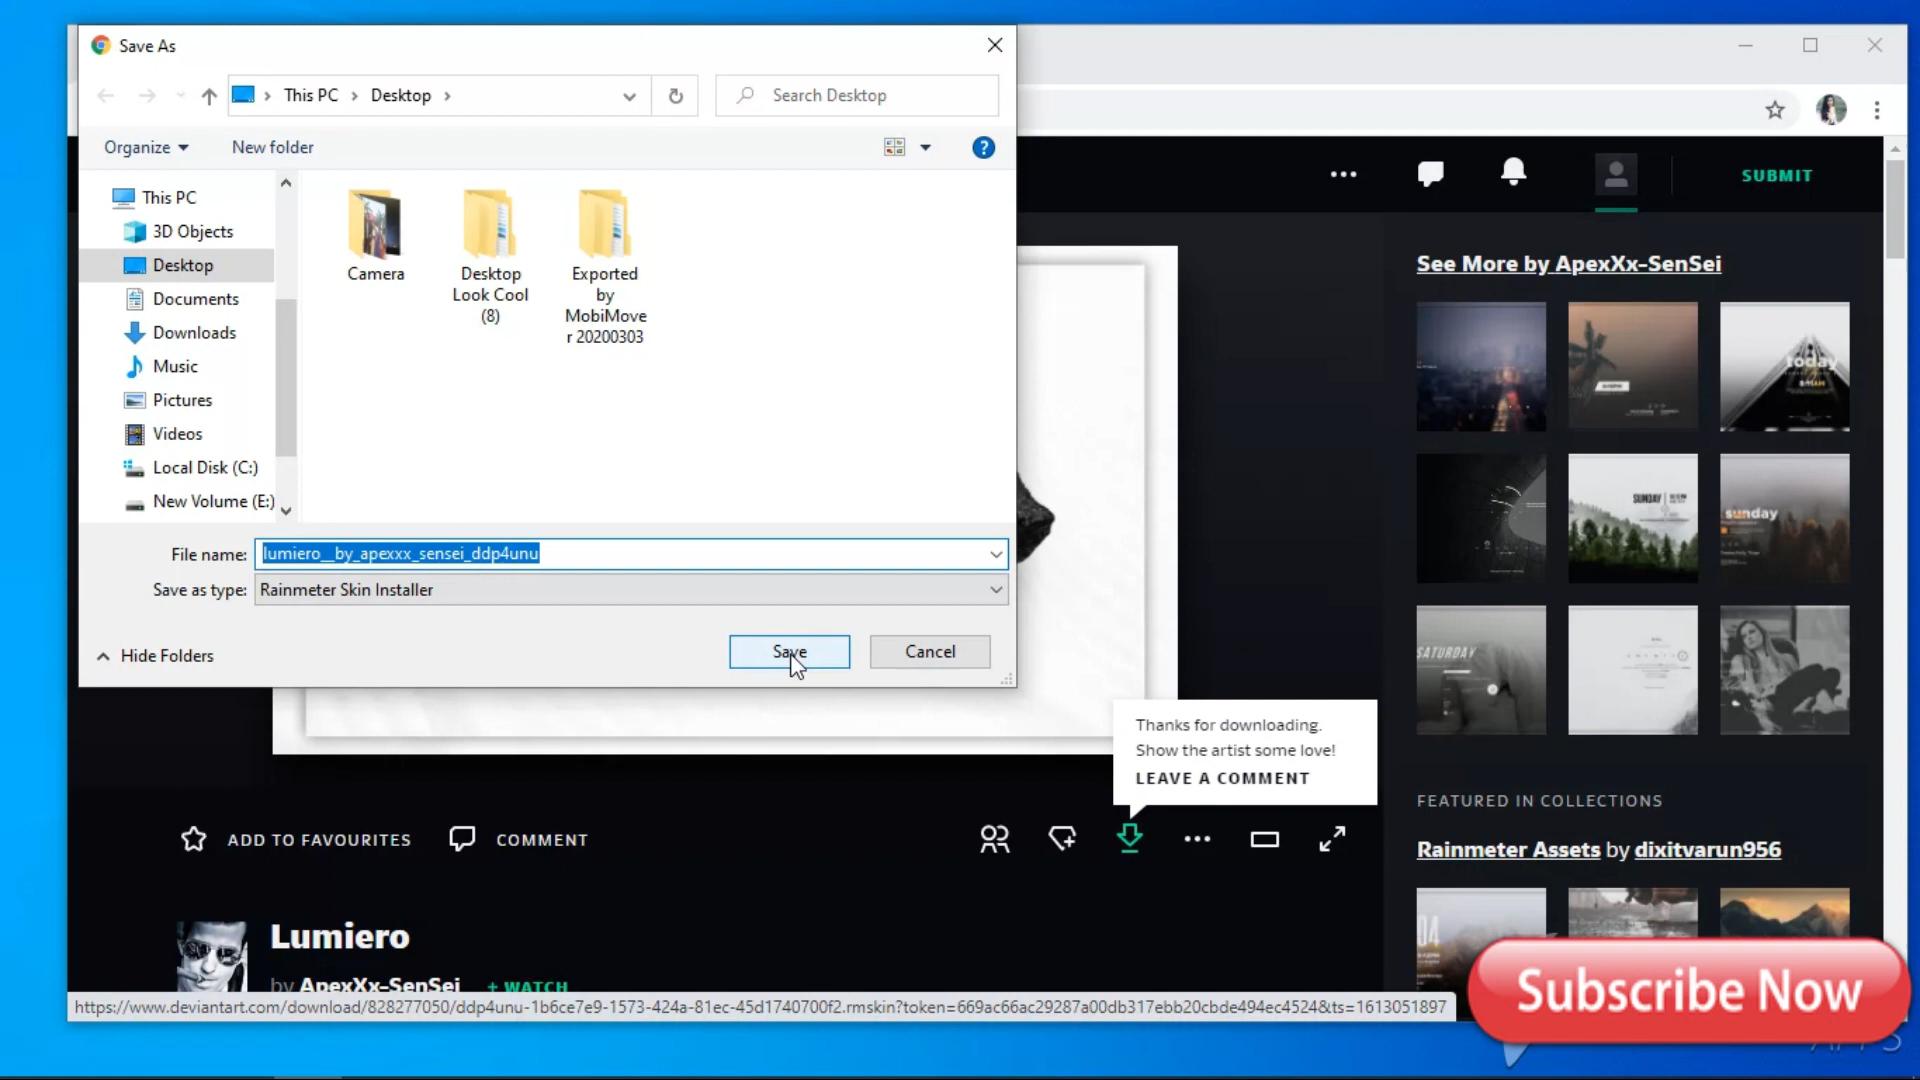 Save As
This PC
Desktop
Search Desktop
Organize
New folder
This PC
3D Objects
Desktop
Documents
Downloads
Music
Pictures
Videos
Local Disk (C:)
New Volume (E:)
Camera
Desktop
Look Cool
(8)
Exported
by
MobiMove
r 20200303
File name: lumiero__by_apexxx_sensei_ddp4unu
Save as type: Rainmeter Skin Installer
Hide Folders
Save
Cancel
SUBMIT
See More by ApexXx-SenSei
today
SUNDAY
sunday
SATURDAY
Thanks for downloading.
Show the artist some love!
LEAVE A COMMENT
FEATURED IN COLLECTIONS
Rainmeter Assets by dixitvarun956
04
ADD TO FAVOURITES
COMMENT
Lumiero
by ApexXx-SenSei + WATCH
https://www.deviantart.com/download/828277050/ddp4unu-1b6ce7e9-1573-424a-81ec-45d1740700f2.rmskin?token=669ac66ac29287a00db317ebb20cbde494ec4524&ts=1613051897
Subscribe Now